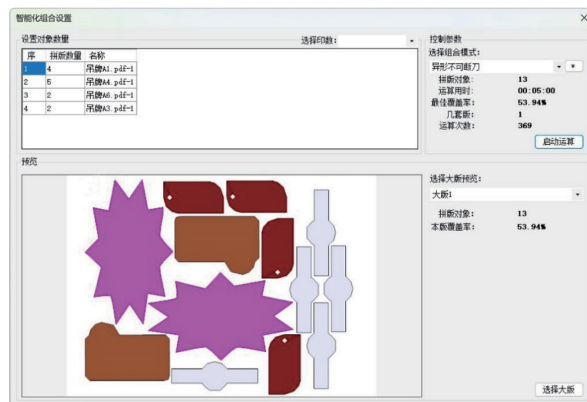 智能化组合设置
设置对象数量
选择印数:
序 拼版数量 名称
1 4 吊牌A1.pdf-1
2 5 吊牌A4.pdf-1
3 2 吊牌A6.pdf-1
4 2 吊牌A3.pdf-1
控制参数
选择组合模式:
异形不可断刀
*
拼版对象: 13
运算用时: 00:05:00
最佳覆盖率: 53.94%
几套版: 1
运算次数: 369
启动运算
预览
选择大版预览:
大版1
拼版对象: 13
本版覆盖率: 53.94%
选择大版